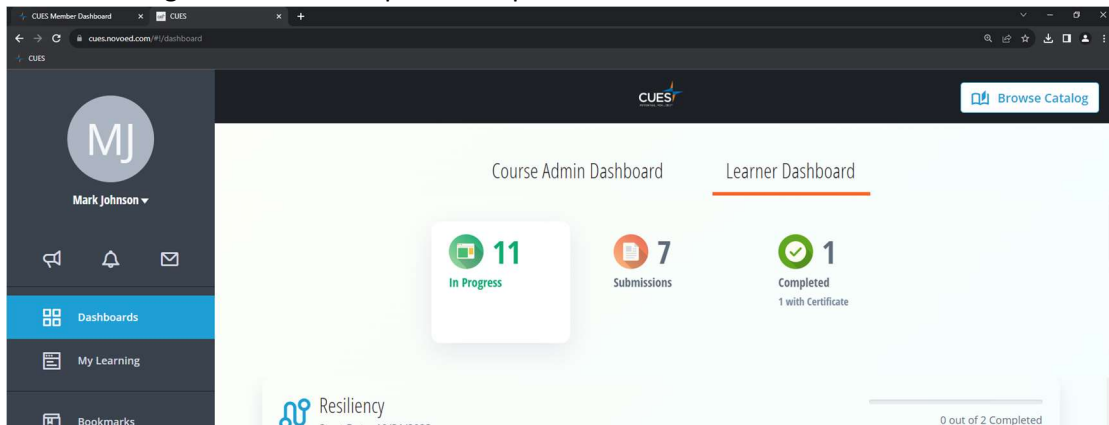 CUES Member Dashboard
CUES
cues.novoed.com/#!/dashboard
CUES
MJ
Mark Johnson
Dashboards
My Learning
Bookmarks
CUES
Browse Catalog
Course Admin Dashboard
Learner Dashboard
11
In Progress
7
Submissions
1
Completed
1 with Certificate
Resiliency
0 out of 2 Completed